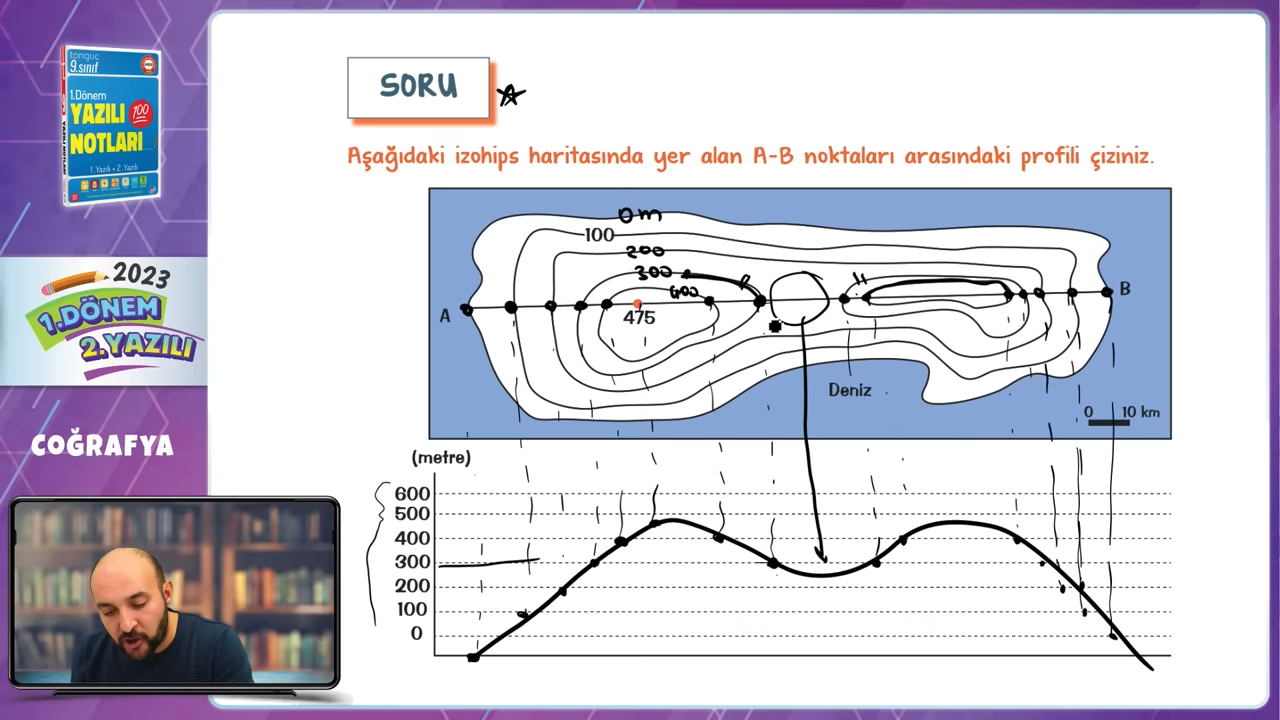 tonguç
9.sınıf
1.Dönem
YAZILI
100
NOTLARI
1. Yazılı • 2. Yazılı
2023
1.DÖNEM
2.YAZILI
COĞRAFYA
SORU
Aşağıdaki izohips haritasında yer alan A-B noktaları arasındaki profili çiziniz.
0m
100
200
300
400
475
A
B
Deniz
0 10 km
(metre)
600
500
400
300
200
100
0